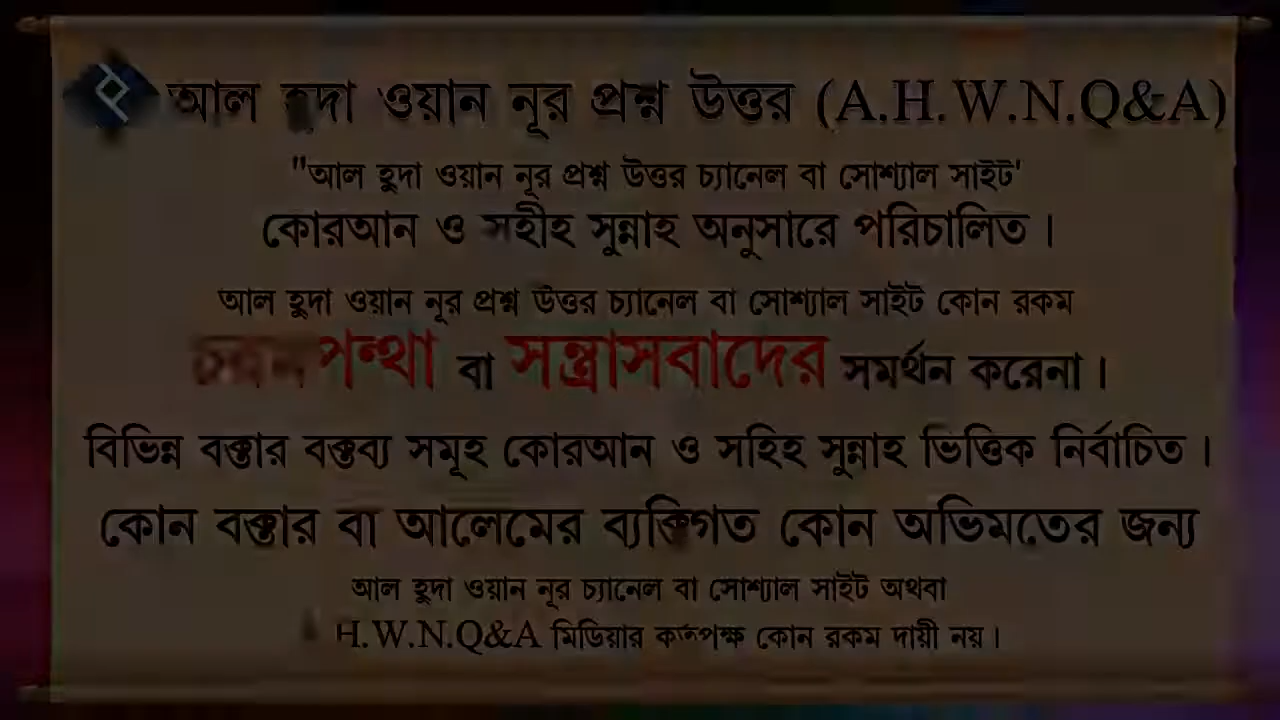 আল হুদা ওয়ান নূর প্রশ্ন উত্তর (A.H.W.N.Q&A)
"আল হুদা ওয়ান নূর প্রশ্ন উত্তর চ্যানেল বা সোশ্যাল সাইট'
কোরআন ও সহীহ সুন্নাহ অনুসারে পরিচালিত।
আল হুদা ওয়ান নূর প্রশ্ন উত্তর চ্যানেল বা সোশ্যাল সাইট কোন রকম
চরমপন্থা বা সন্ত্রাসবাদের সমর্থন করেনা।
বিভিন্ন বক্তার বক্তব্য সমূহ কোরআন ও সহিহ সুন্নাহ ভিত্তিক নির্বাচিত।
কোন বক্তার বা আলেমের ব্যক্তিগত কোন অভিমতের জন্য
আল হুদা ওয়ান নূর চ্যানেল বা সোশ্যাল সাইট অথবা
H.W.N.Q&A মিডিয়ার কর্তৃপক্ষ কোন রকম দায়ী নয়।